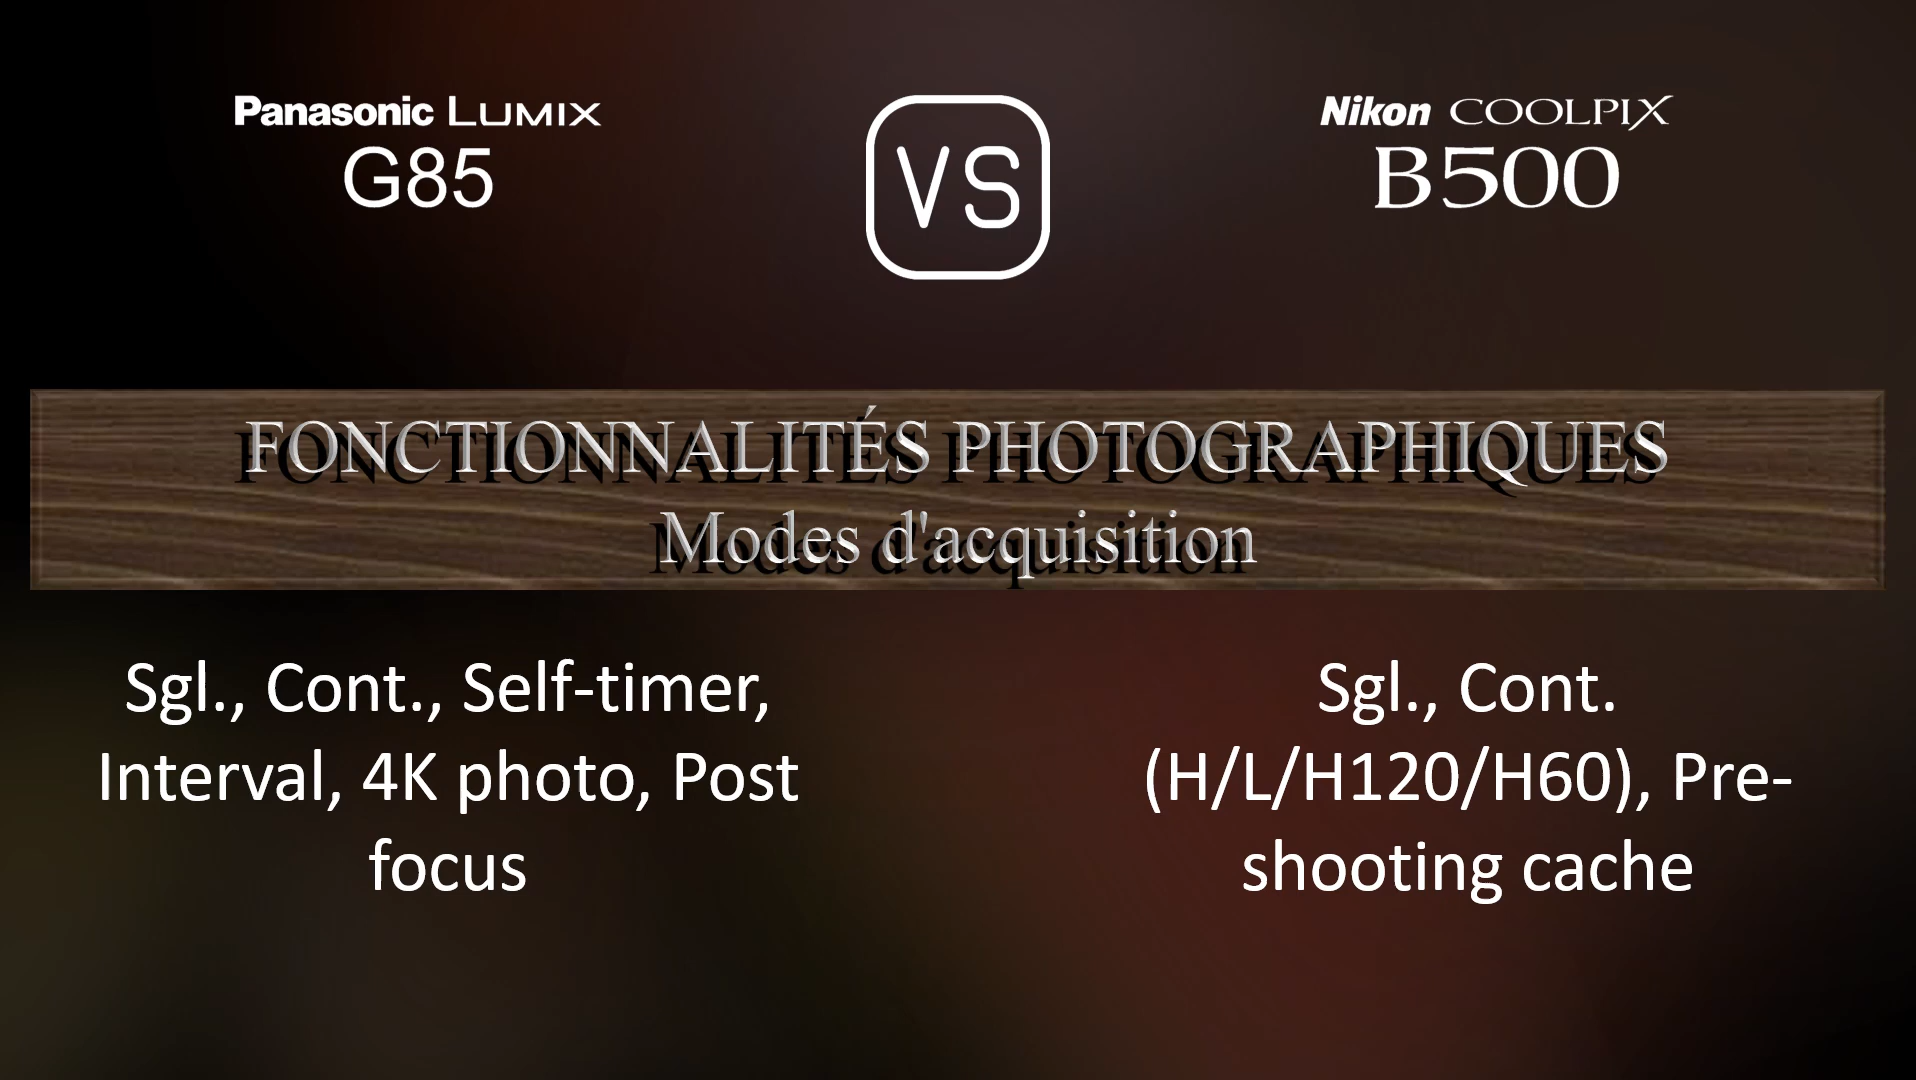 Panasonic LUMIX
G85
VS
Nikon COOLPIX
B500
FONCTIONNALITÉS PHOTOGRAPHIQUES
Modes d'acquisition
Sgl., Cont., Self-timer,
Interval, 4K photo, Post
focus
Sgl., Cont.
(H/L/H120/H60), Pre-
shooting cache